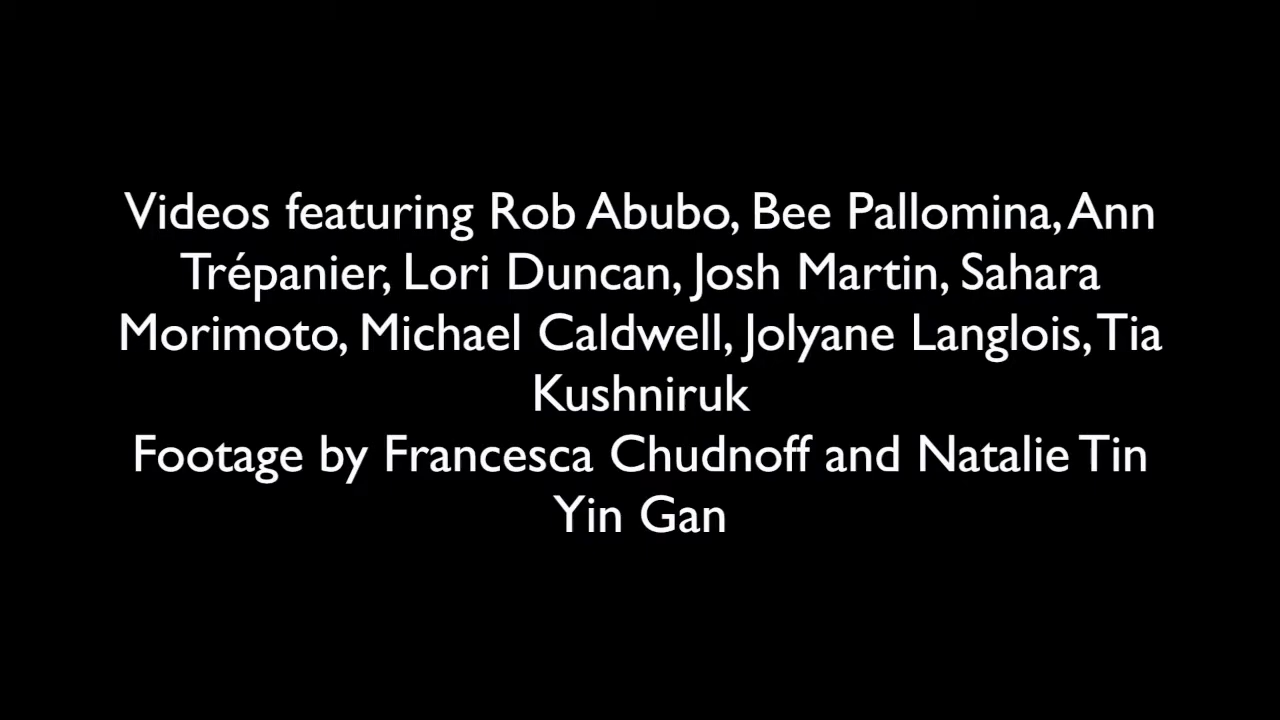 Videos featuring Rob Abubo, Bee Pallomina, Ann
Trépanier, Lori Duncan, Josh Martin, Sahara
Morimoto, Michael Caldwell, Jolyane Langlois, Tia
Kushniruk
Footage by Francesca Chudnoff and Natalie Tin
Yin Gan